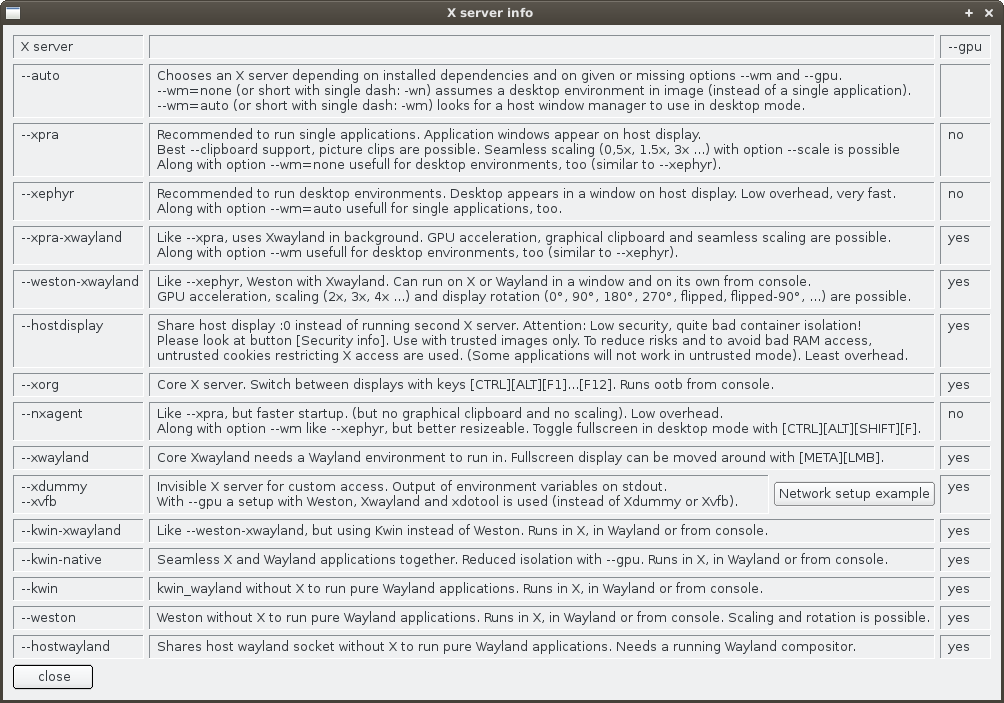 X server info
X server --gpu
--auto Chooses an X server depending on installed dependencies and on given or missing options --wm and --gpu.
--wm=none (or short with single dash: -wn) assumes a desktop environment in image (instead of a single application).
--wm=auto (or short with single dash: -wm) looks for a host window manager to use in desktop mode.
--xpra Recommended to run single applications. Application windows appear on host display. no
Best --clipboard support, picture clips are possible. Seamless scaling (0,5x, 1.5x, 3x ...) with option --scale is possible
Along with option --wm=none usefull for desktop environments, too (similar to --xephyr).
--xephyr Recommended to run desktop environments. Desktop appears in a window on host display. Low overhead, very fast. no
Along with option --wm=auto usefull for single applications, too.
--xpra-xwayland Like --xpra, uses Xwayland in background. GPU acceleration, graphical clipboard and seamless scaling are possible. yes
Along with option --wm usefull for desktop environments, too (similar to --xephyr).
--weston-xwayland Like --xephyr, Weston with Xwayland. Can run on X or Wayland in a window and on its own from console. yes
GPU acceleration, scaling (2x, 3x, 4x ...) and display rotation (0°, 90°, 180°, 270°, flipped, flipped-90°, ...) are possible.
--hostdisplay Share host display :0 instead of running second X server. Attention: Low security, quite bad container isolation! yes
Please look at button [Security info]. Use with trusted images only. To reduce risks and to avoid bad RAM access,
untrusted cookies restricting X access are used. (Some applications will not work in untrusted mode). Least overhead.
--xorg Core X server. Switch between displays with keys [CTRL][ALT][F1]...[F12]. Runs ootb from console. yes
--nxagent Like --xpra, but faster startup. (but no graphical clipboard and no scaling). Low overhead. no
Along with option --wm like --xephyr, but better resizeable. Toggle fullscreen in desktop mode with [CTRL][ALT][SHIFT][F].
--xwayland Core Xwayland needs a Wayland environment to run in. Fullscreen display can be moved around with [META][LMB]. yes
--xdummy Invisible X server for custom access. Output of environment variables on stdout. yes
--xvfb With --gpu a setup with Weston, Xwayland and xdotool is used (instead of Xdummy or Xvfb). Network setup example
--kwin-xwayland Like --weston-xwayland, but using Kwin instead of Weston. Runs in X, in Wayland or from console. yes
--kwin-native Seamless X and Wayland applications together. Reduced isolation with --gpu. Runs in X, in Wayland or from console. yes
--kwin kwin_wayland without X to run pure Wayland applications. Runs in X, in Wayland or from console. yes
--weston Weston without X to run pure Wayland applications. Runs in X, in Wayland or from console. Scaling and rotation is possible. yes
--hostwayland Shares host wayland socket without X to run pure Wayland applications. Needs a running Wayland compositor. yes
close